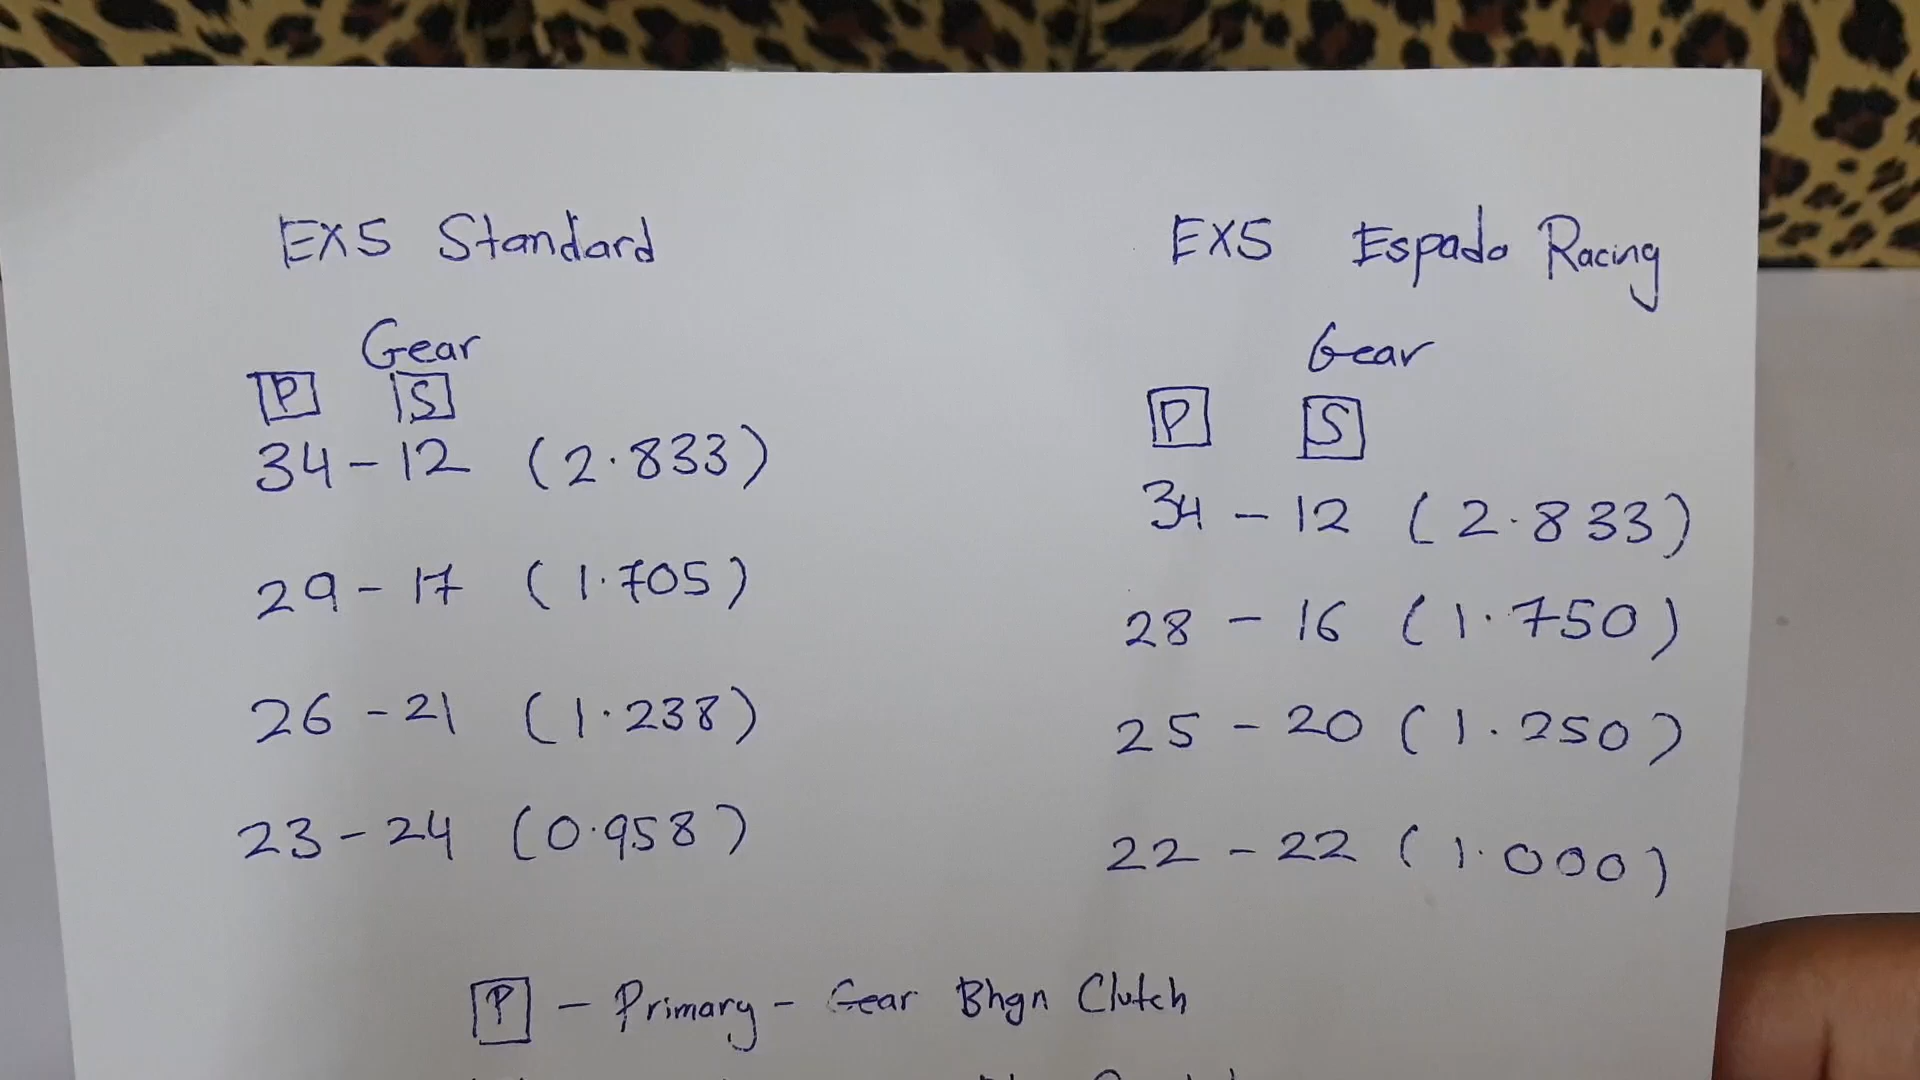 EX5 Standard
Gear
P S
34 - 12 (2.833)
29 - 17 (1.705)
26 - 21 (1.238)
23 - 24 (0.958)
EX5 Espada Racing
Gear
P S
34 - 12 (2.833)
28 - 16 (1.750)
25 - 20 (1.250)
22 - 22 (1.000)
P - Primary - Gear Bhgn Clutch